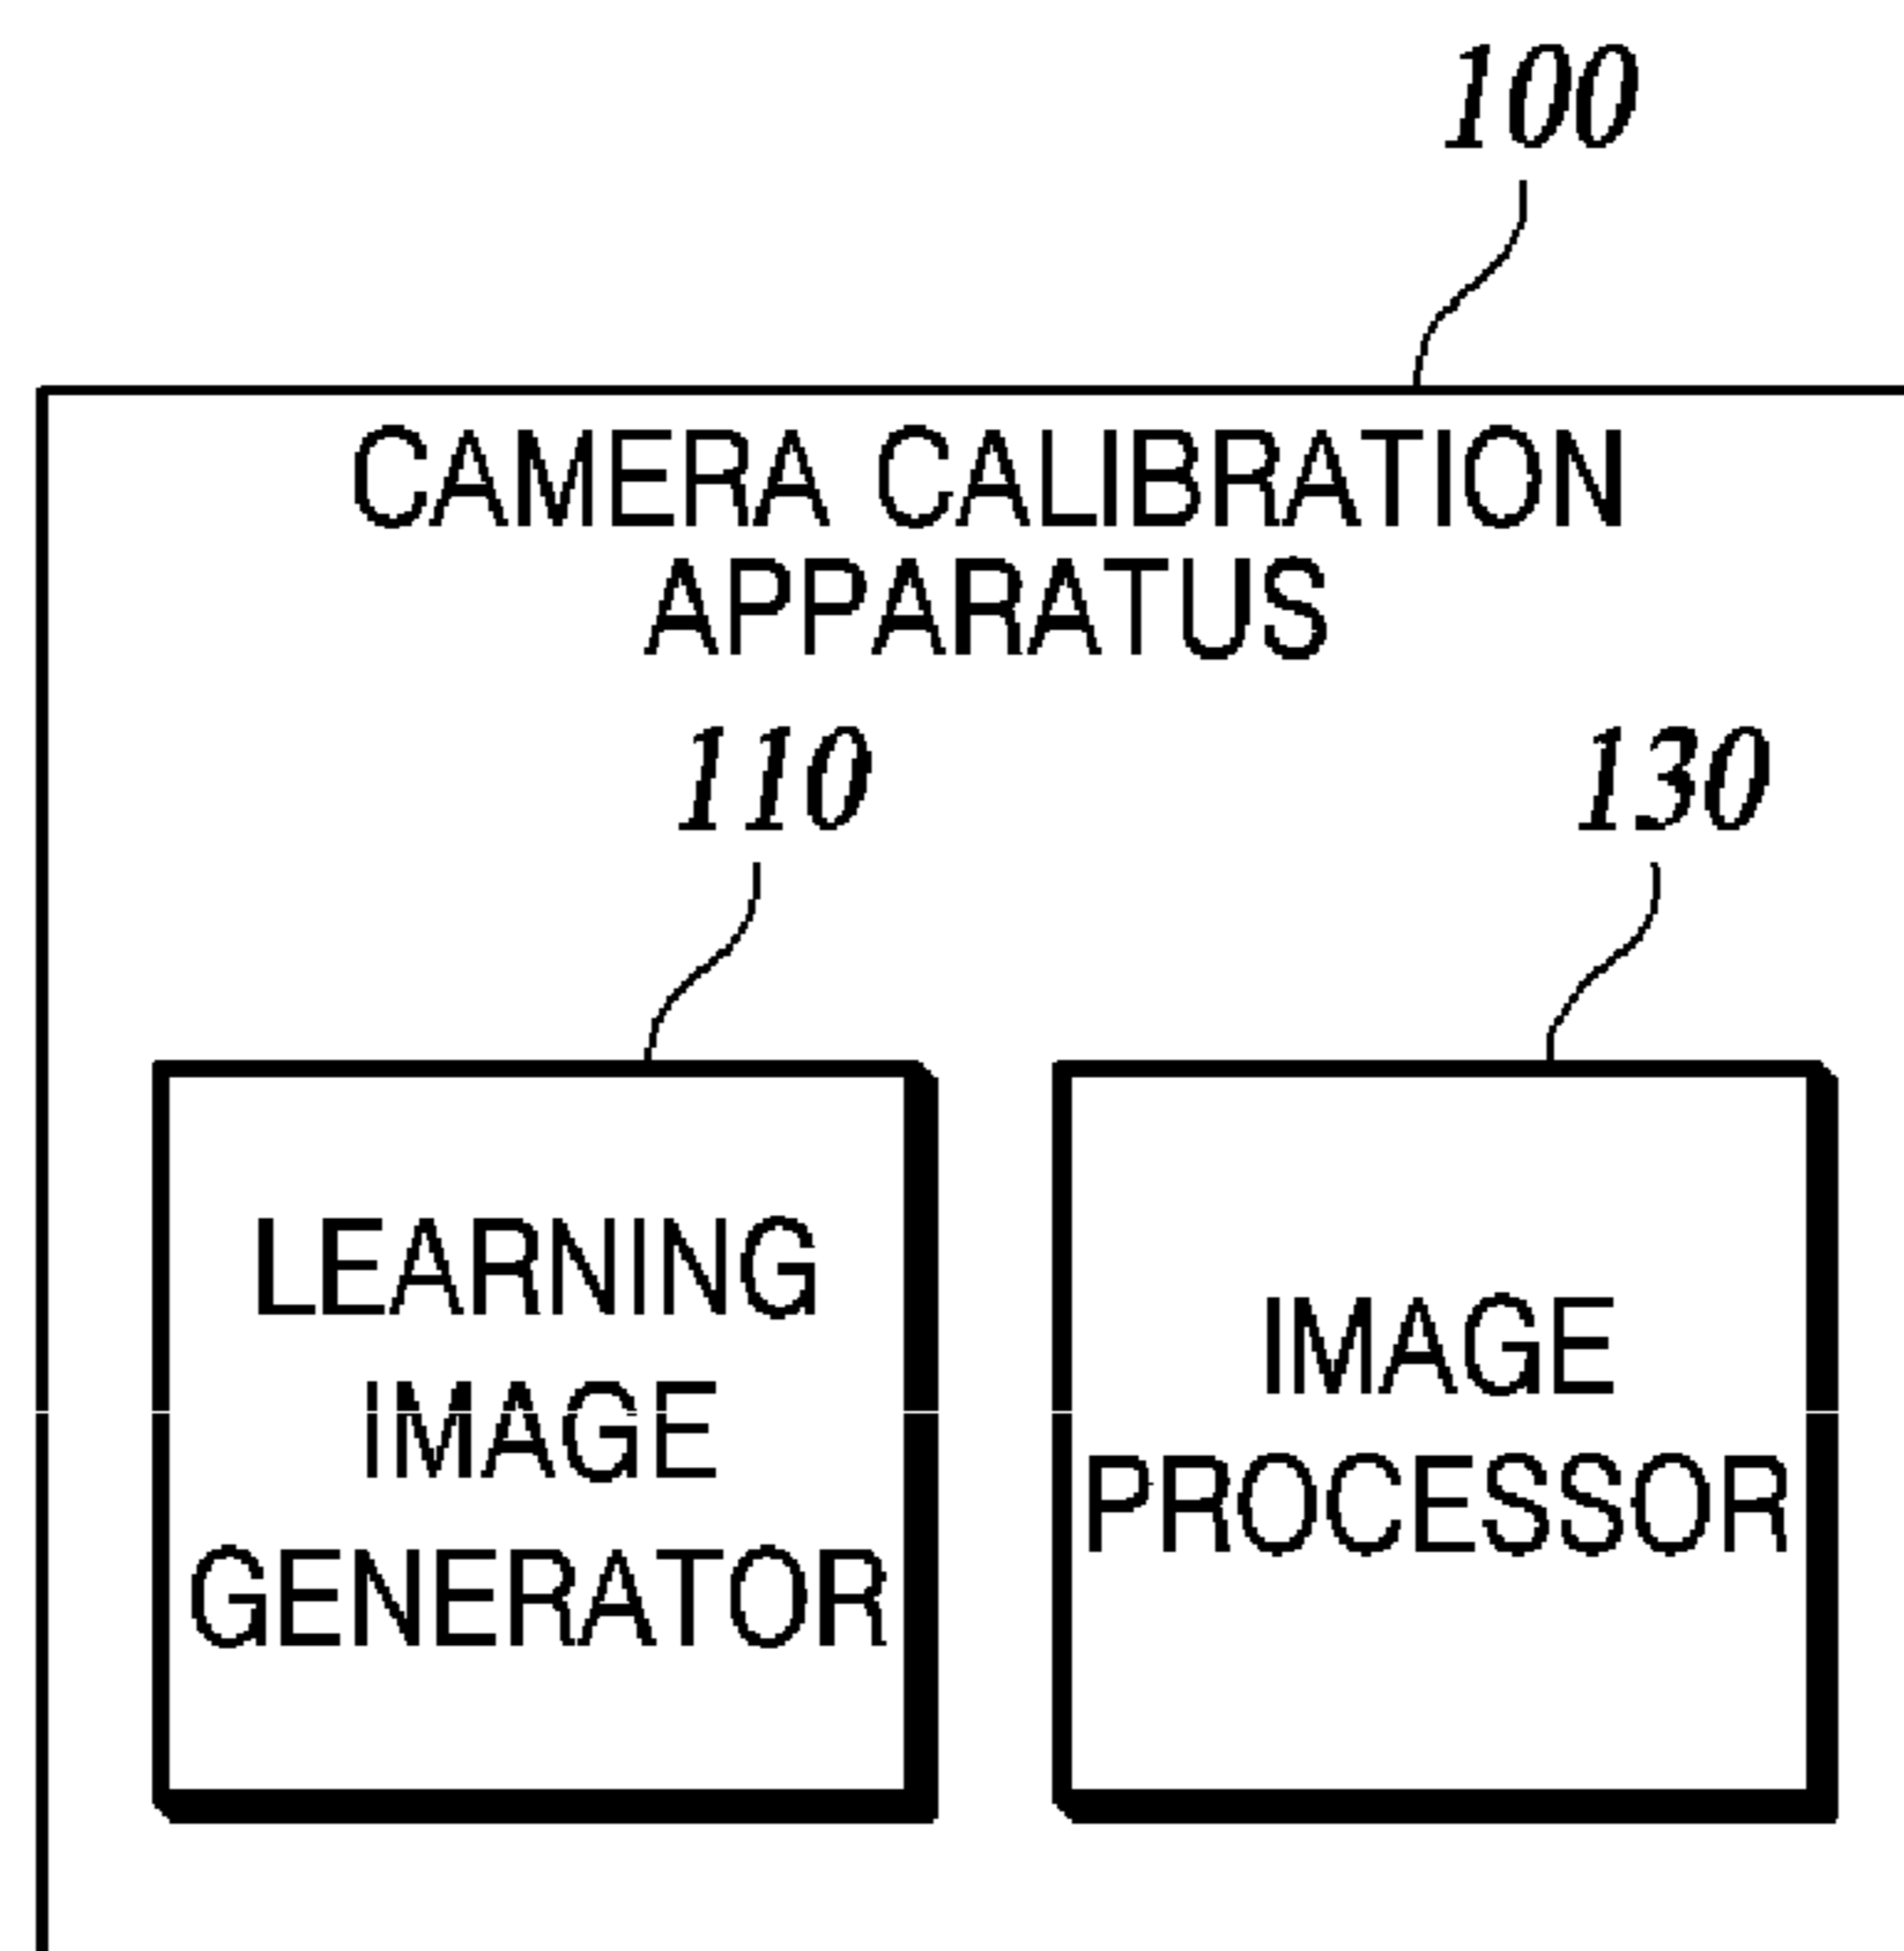 100
CAMERA CALIBRATION
APPARATUS
110
130
LEARNING
IMAGE
GENERATOR
IMAGE
PROCESSOR